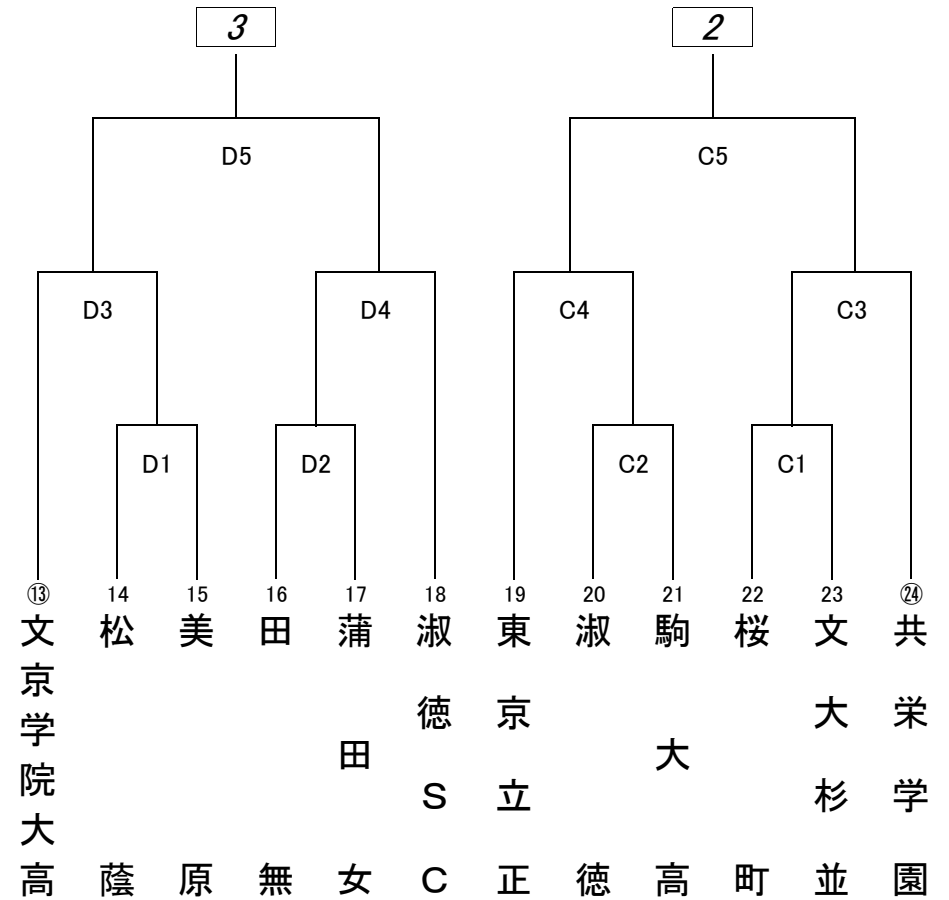 3 2
D5 C5
D3 D4 C4 C3
D1 D2 C2 C1
⑬ 14 15 16 17 18 19 20 21 22 23 ㉔
文京学院大高
松蔭
美原
田無
蒲田女
淑徳SC
東京立正
淑徳
駒大高
桜町
文大杉並
共栄学園